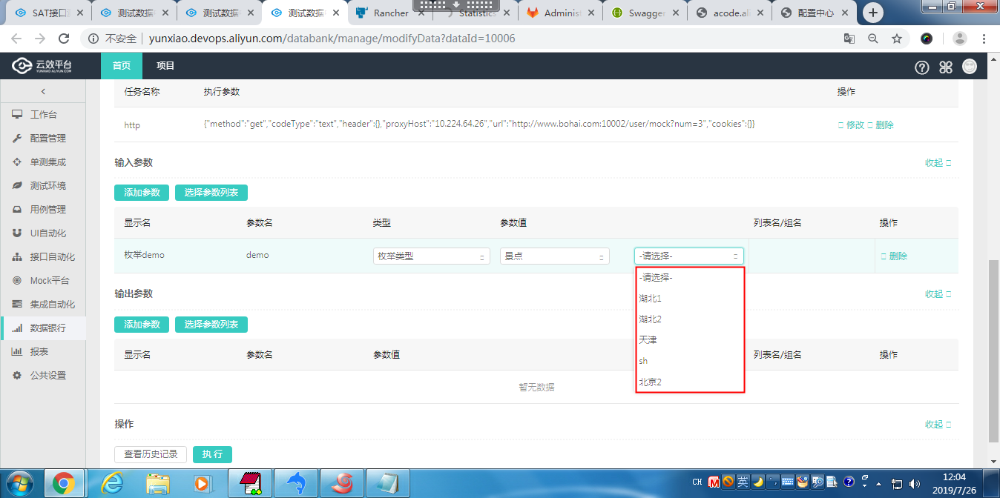 SAT接口
测试数据
测试数据
测试数据
Rancher
Statistics
Adminis
Swagger
acode.ali
配置中心
不安全 yunxiao.devops.aliyun.com/databank/manage/modifyData?dataId=10006
云效平台
YUNXIAO.ALIYUN.COM
首页 项目
工作台
配置管理
单测集成
测试环境
用例管理
UI自动化
接口自动化
Mock平台
集成自动化
数据银行
报表
公共设置
任务名称 执行参数 操作
http {"method":"get","codeType":"text","header":{},"proxyHost":"10.224.64.26","url":"http://www.bohai.com:10002/user/mock?num=3","cookies":{}} 修改 删除
输入参数 收起
添加参数 选择参数列表
显示名 参数名 类型 参数值 列表名/组名 操作
枚举demo demo 枚举类型 景点 -请选择- 删除
-请选择-
湖北1
湖北2
天津
sh
北京2
输出参数 收起
添加参数 选择参数列表
显示名 参数名 参数值 列表名/组名 操作
暂无数据
操作 收起
查看历史记录 执行
CH 英
12:04
2019/7/26